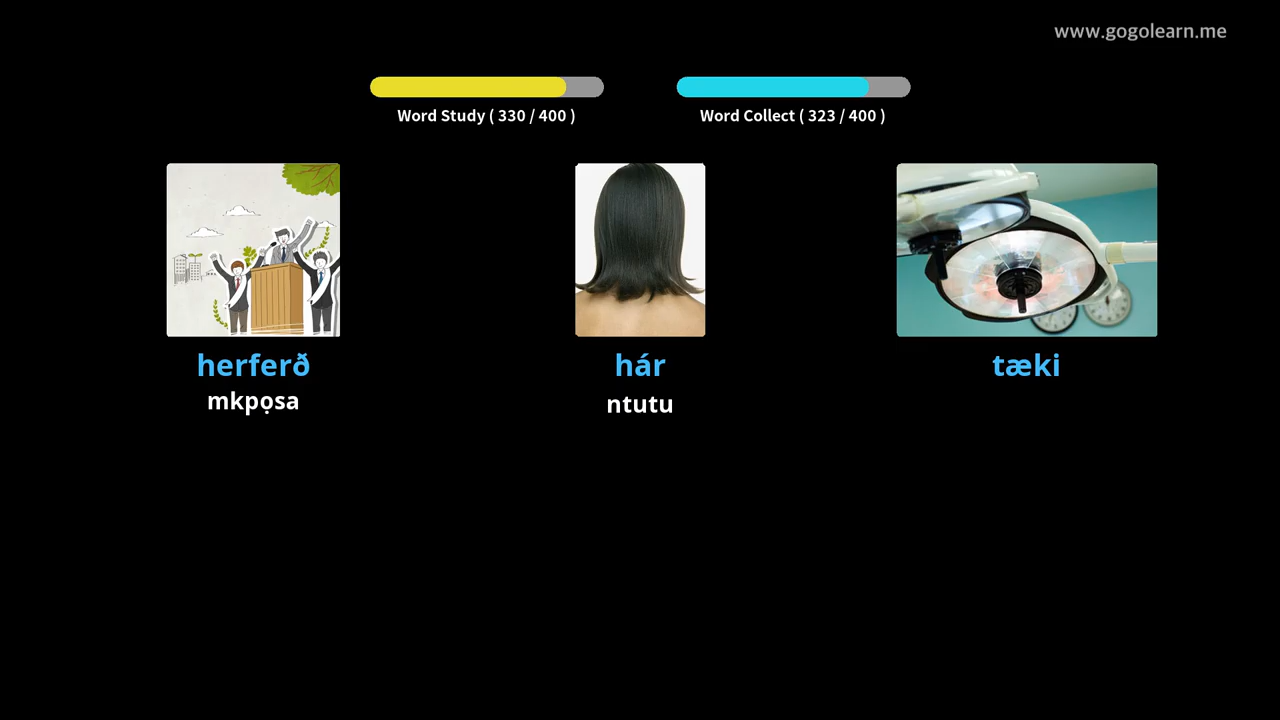 www.gogolearn.me
Word Study ( 330 / 400 )
Word Collect ( 323 / 400 )
herferð
mkpọsa
hár
ntutu
tæki